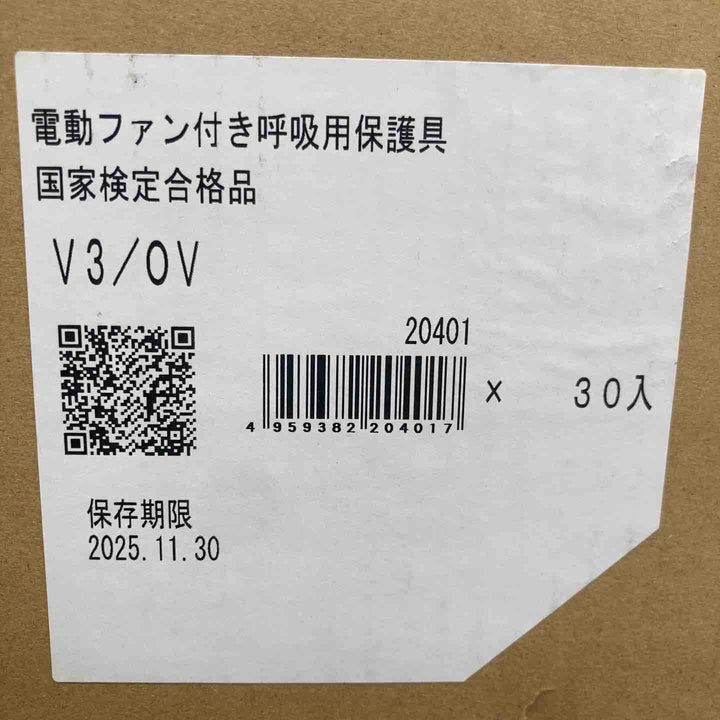 電動ファン付き呼吸用保護具
国家検定合格品
V3/OV
20401
4 959382 204017
× 30入
保存期限
2025.11.30